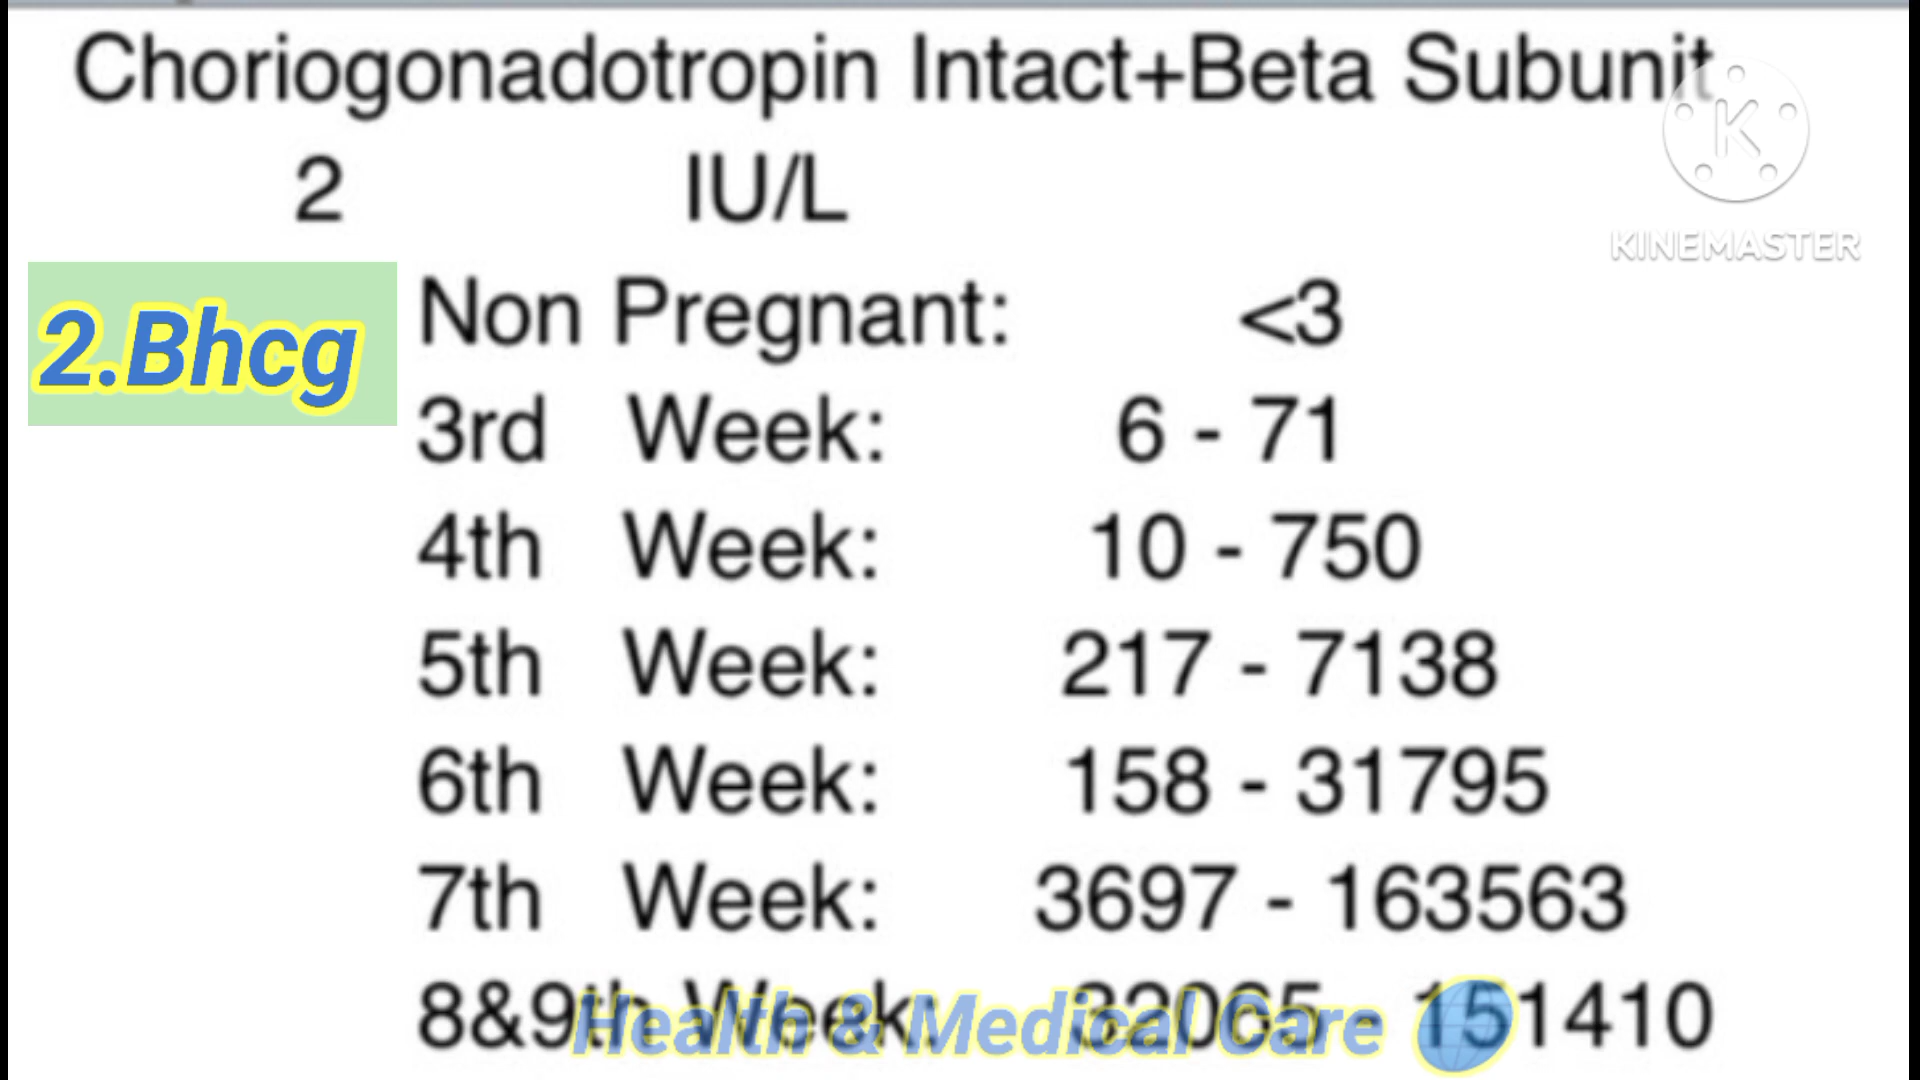 Choriogonadotropin Intact+Beta Subunit
2 IU/L
KINEMASTER
2.Bhcg
Non Pregnant: <3
3rd Week: 6 - 71
4th Week: 10 - 750
5th Week: 217 - 7138
6th Week: 158 - 31795
7th Week: 3697 - 163563
8&9th Week: 32065 - 151410
Health & Medical Care